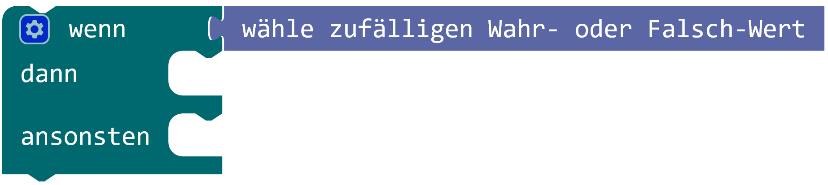 wenn wähle zufälligen Wahr- oder Falsch-Wert
dann
ansonsten